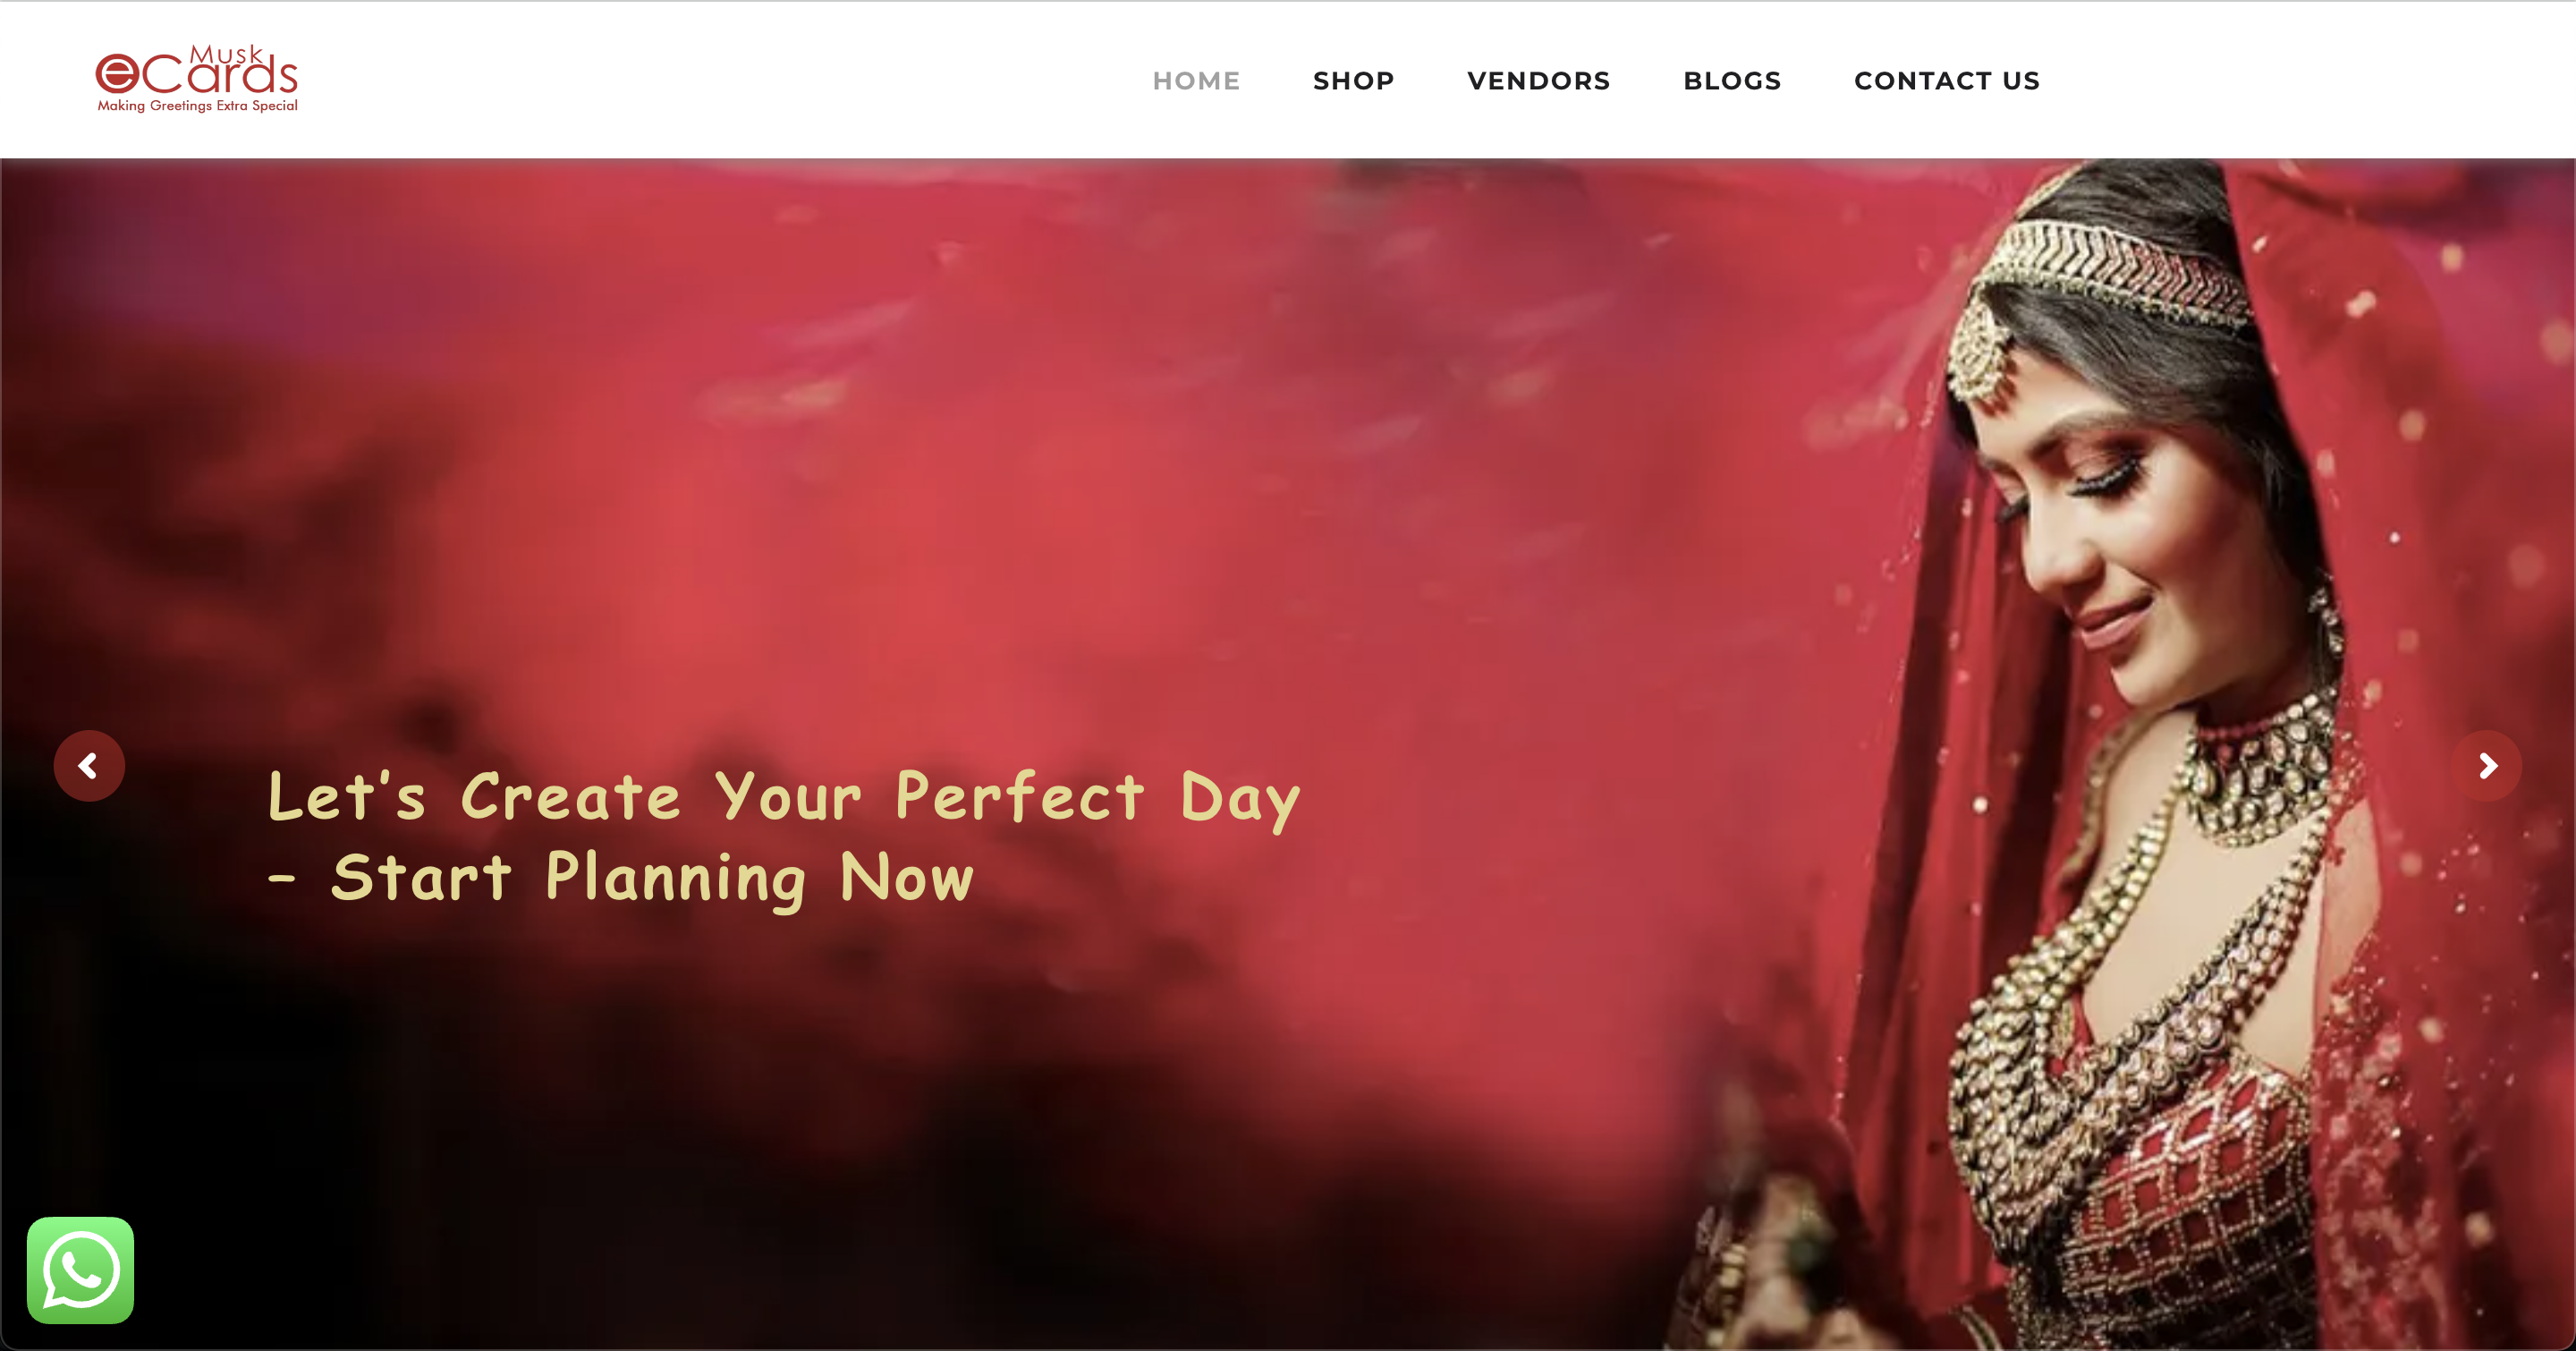 Musk
eCards
Making Greetings Extra Special
HOME SHOP VENDORS BLOGS CONTACT US
Let's Create Your Perfect Day
– Start Planning Now